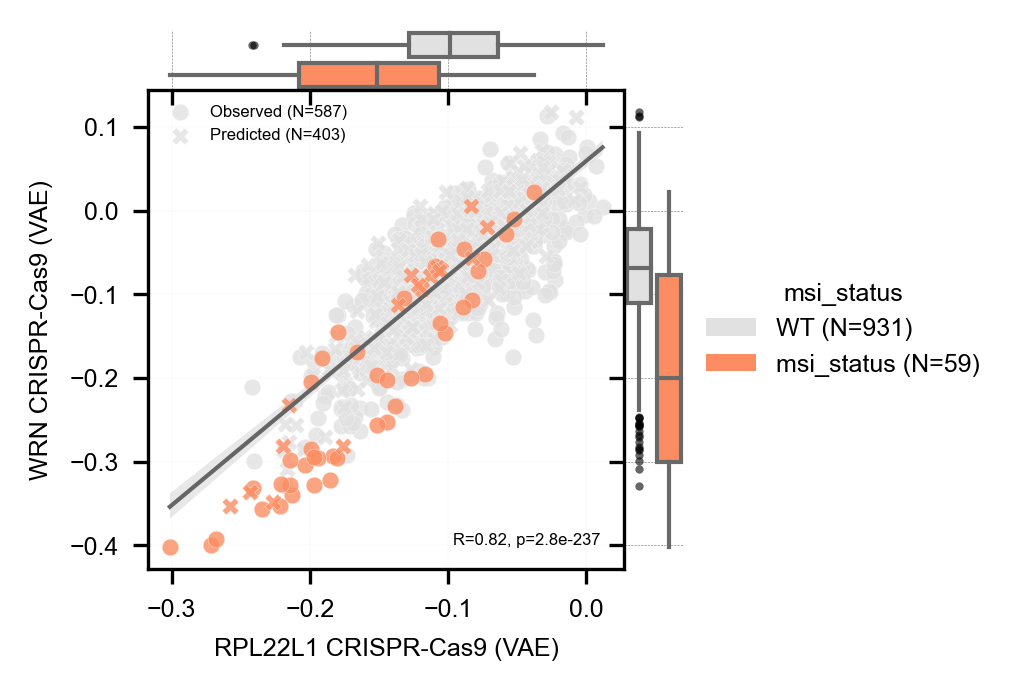 Observed (N=587)
Predicted (N=403)
0.1
0.0
−0.1
−0.2
−0.3
−0.4
WRN CRISPR-Cas9 (VAE)
R=0.82, p=2.8e-237
−0.3
−0.2
−0.1
0.0
RPL22L1 CRISPR-Cas9 (VAE)
msi_status
WT (N=931)
msi_status (N=59)